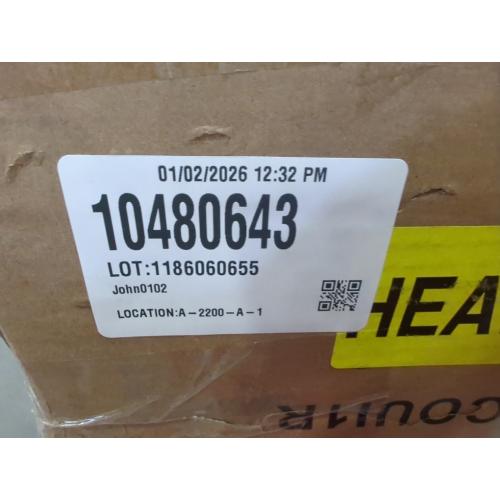 01/02/2026 12:32 PM
10480643
LOT:1186060655
John0102
LOCATION:A-2200-A-1
HEA